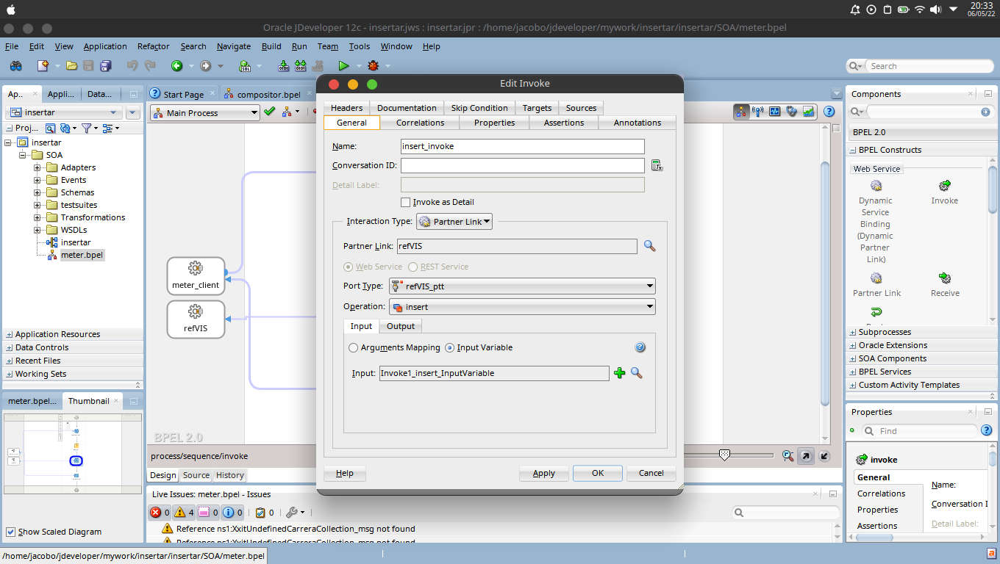 20:33
06/05/22
Oracle JDeveloper 12c - insertar.jws : insertar.jpr : /home/jacobo/jdeveloper/mywork/insertar/insertar/SOA/meter.bpel
File Edit View Application Refactor Search Navigate Build Run Team Tools Window Help
Search
Ap.. Appli... Data...
insertar
Proj...
insertar
SOA
Adapters
Events
Schemas
testsuites
Transformations
WSDLs
insertar
meter.bpel
Application Resources
Data Controls
Recent Files
Working Sets
meter.bpel... Thumbnail
Show Scaled Diagram
Start Page compositor.bpel
Main Process
meter_client
refVIS
BPEL 2.0
process/sequence/invoke
Design Source History
Edit Invoke
Headers Documentation Skip Condition Targets Sources
General Correlations Properties Assertions Annotations
Name: insert_invoke
Conversation ID:
Detail Label:
Invoke as Detail
Interaction Type: Partner Link
Partner Link: refVIS
Web Service REST Service
Port Type: refVIS_ptt
Operation: insert
Input Output
Arguments Mapping Input Variable
Input: Invoke1_insert_InputVariable
Help Apply OK Cancel
Live Issues: meter.bpel - Issues
0 4 0 0 0
Reference ns1:XxitUndefinedCarreraCollection_msg not found
Reference ns1:XxitUndefinedCarreraCollection_msg not found
Components
BPEL 2.0
BPEL Constructs
Web Service
Dynamic
Service
Binding
(Dynamic
Partner
Link)
Invoke
Partner Link
Receive
Subprocesses
Oracle Extensions
SOA Components
BPEL Services
Custom Activity Templates
Properties
Find
invoke
General
Correlations
Properties
Assertions
Name:
Conversation I
Detail Label:
/home/jacobo/jdeveloper/mywork/insertar/insertar/SOA/meter.bpel